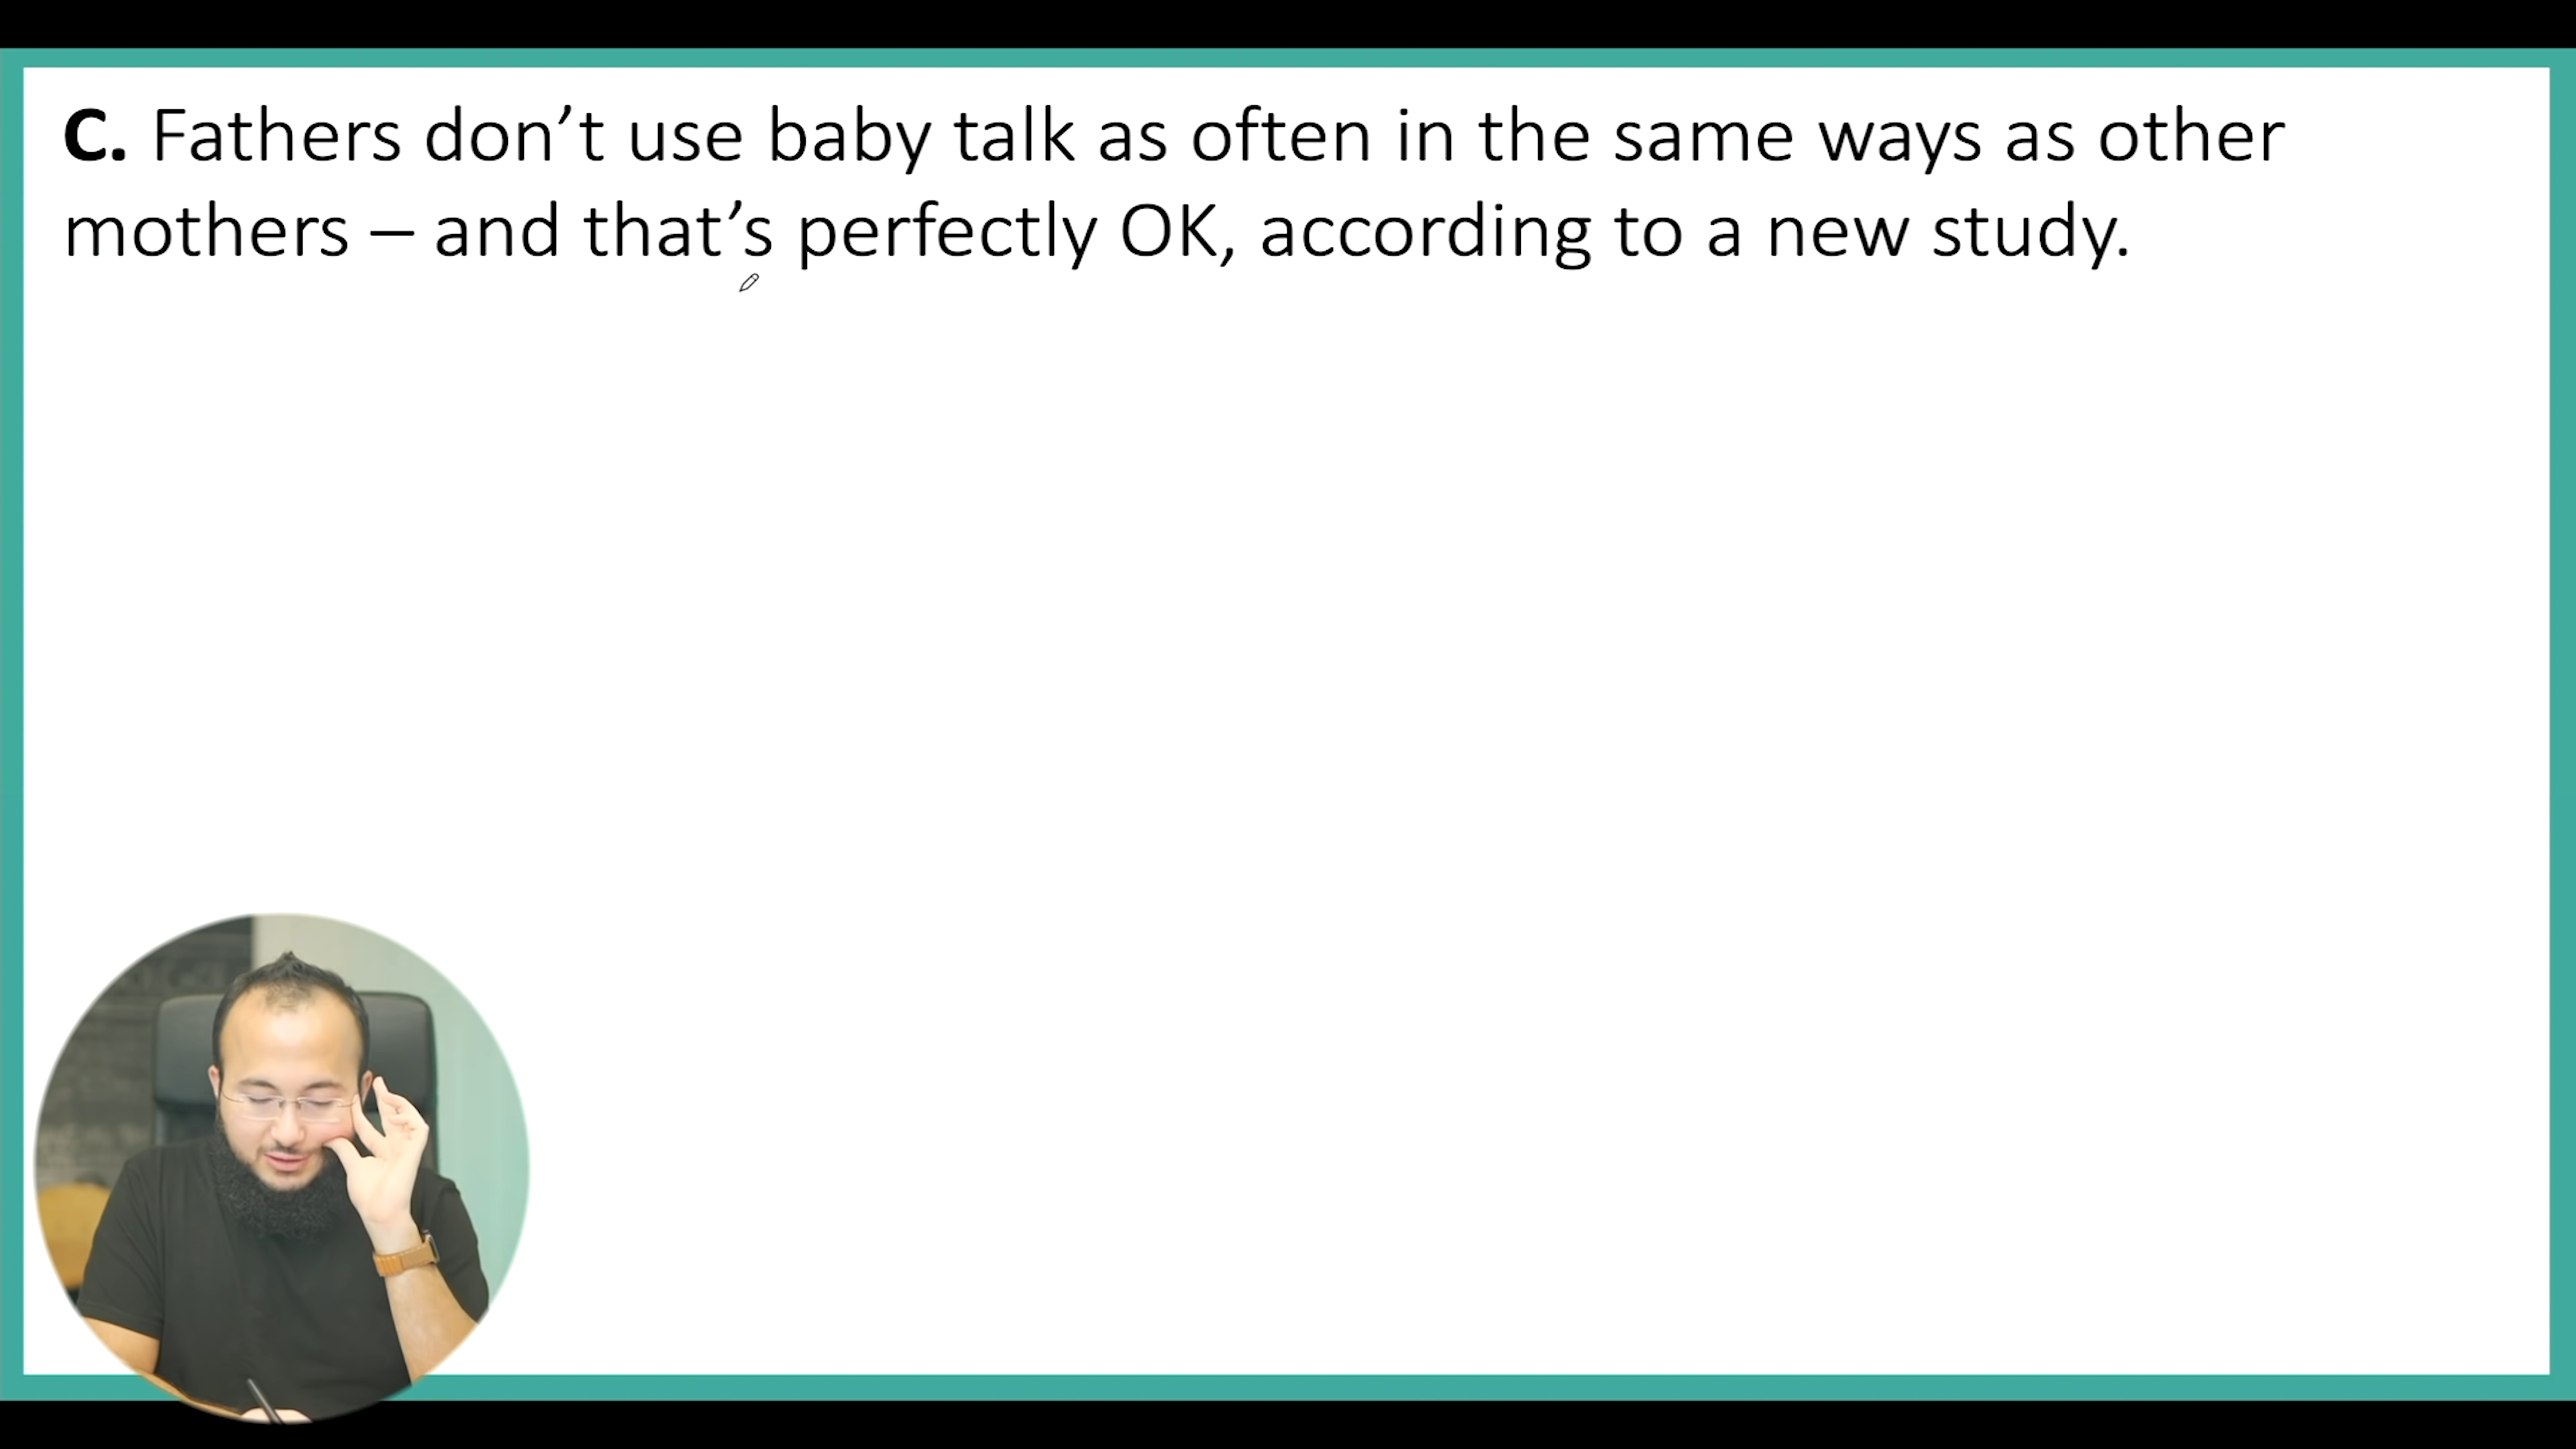 C. Fathers don’t use baby talk as often in the same ways as other
mothers – and that’s perfectly OK, according to a new study.